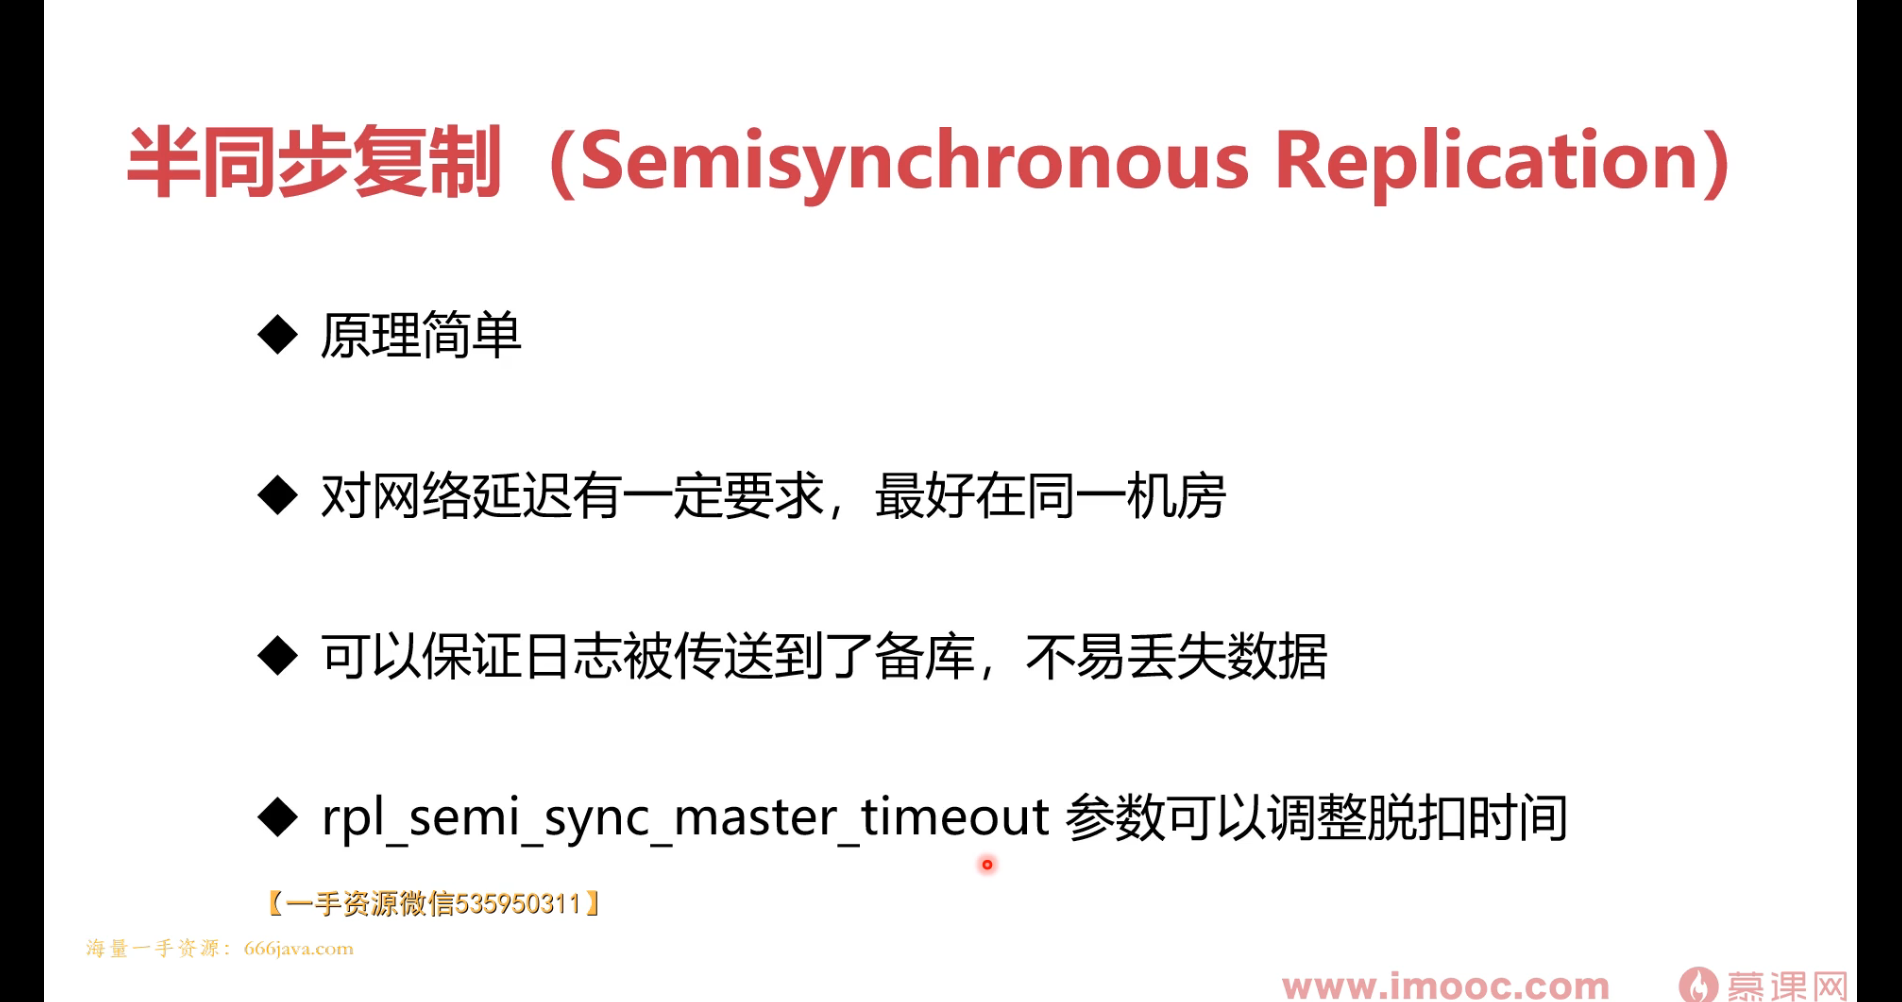 半同步复制（Semisynchronous Replication）
◆ 原理简单
◆ 对网络延迟有一定要求，最好在同一机房
◆ 可以保证日志被传送到了备库，不易丢失数据
◆ rpl_semi_sync_master_timeout 参数可以调整脱扣时间
【一手资源微信535950311】
海量一手资源：666java.com
www.imooc.com 慕课网